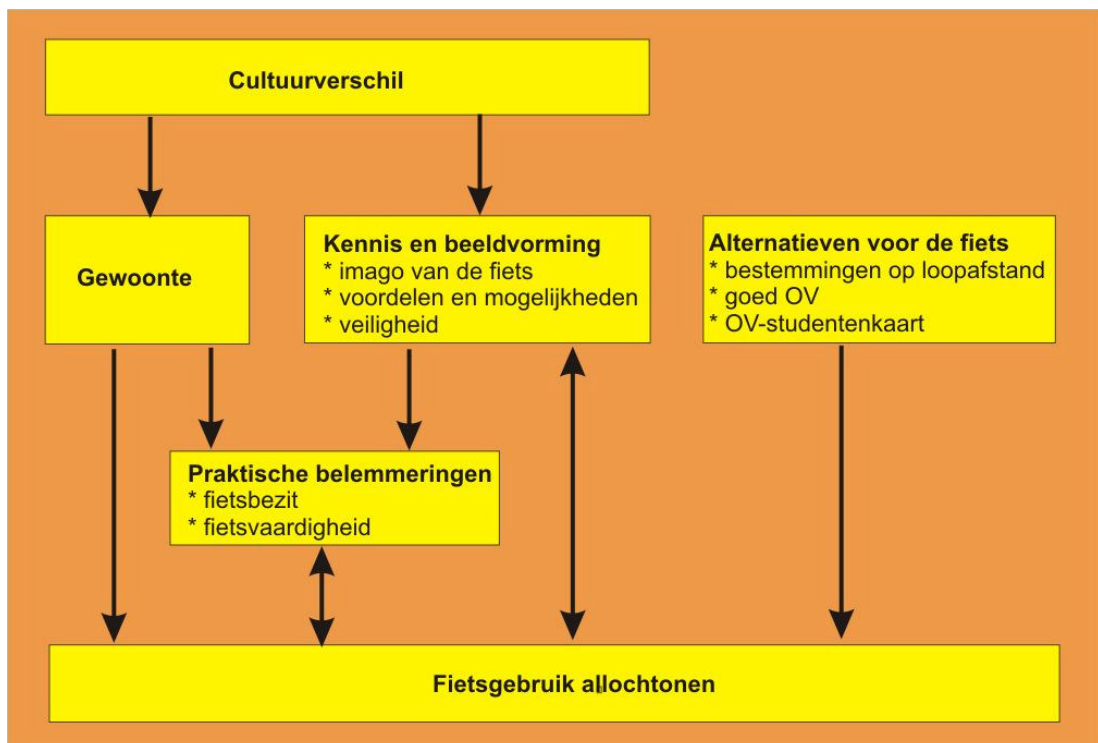 Cultuurverschil
Gewoonte
Kennis en beeldvorming
* imago van de fiets
* voordelen en mogelijkheden
* veiligheid
Alternatieven voor de fiets
* bestemmingen op loopafstand
* goed OV
* OV-studentenkaart
Praktische belemmeringen
* fietsbezit
* fietsvaardigheid
Fietsgebruik allochtonen